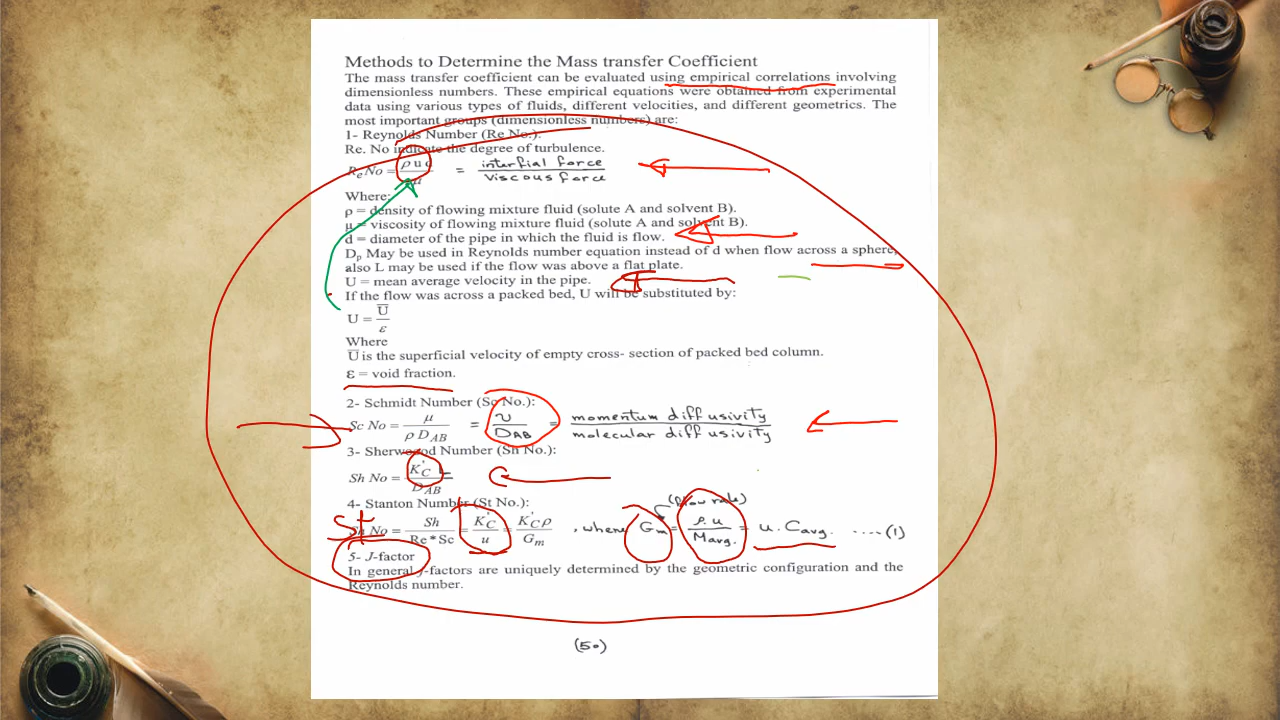 Methods to Determine the Mass transfer Coefficient
The mass transfer coefficient can be evaluated using empirical correlations involving
dimensionless numbers. These empirical equations were obtained from experimental
data using various types of fluids, different velocities, and different geometrics. The
most important groups (dimensionless numbers) are:
1- Reynolds Number (Re No.):
Re. No indicate the degree of turbulence.
ReNo = ρ u d / μ = interfial force / viscous force
Where:
ρ = density of flowing mixture fluid (solute A and solvent B).
μ = viscosity of flowing mixture fluid (solute A and solvent B).
d = diameter of the pipe in which the fluid is flow.
Dp May be used in Reynolds number equation instead of d when flow across a sphere,
also L may be used if the flow was above a flat plate.
U = mean average velocity in the pipe.
If the flow was across a packed bed, U will be substituted by:
U = U̅ / ε
Where
U̅ is the superficial velocity of empty cross- section of packed bed column.
ε = void fraction.
2- Schmidt Number (Sc No.):
Sc No = μ / ρ DAB = υ / DAB = momentum diffusivity / molecular diffusivity
3- Sherwood Number (Sh No.):
Sh No = K'C L / DAB
4- Stanton Number (St No.):
(flow rate)
St No = Sh / Re * Sc = K'C / u = K'C ρ / Gm , where Gm = ρ. u / Mavg. = u. Cavg. ....(1)
5- J-factor
In general J-factors are uniquely determined by the geometric configuration and the
Reynolds number.
(50)